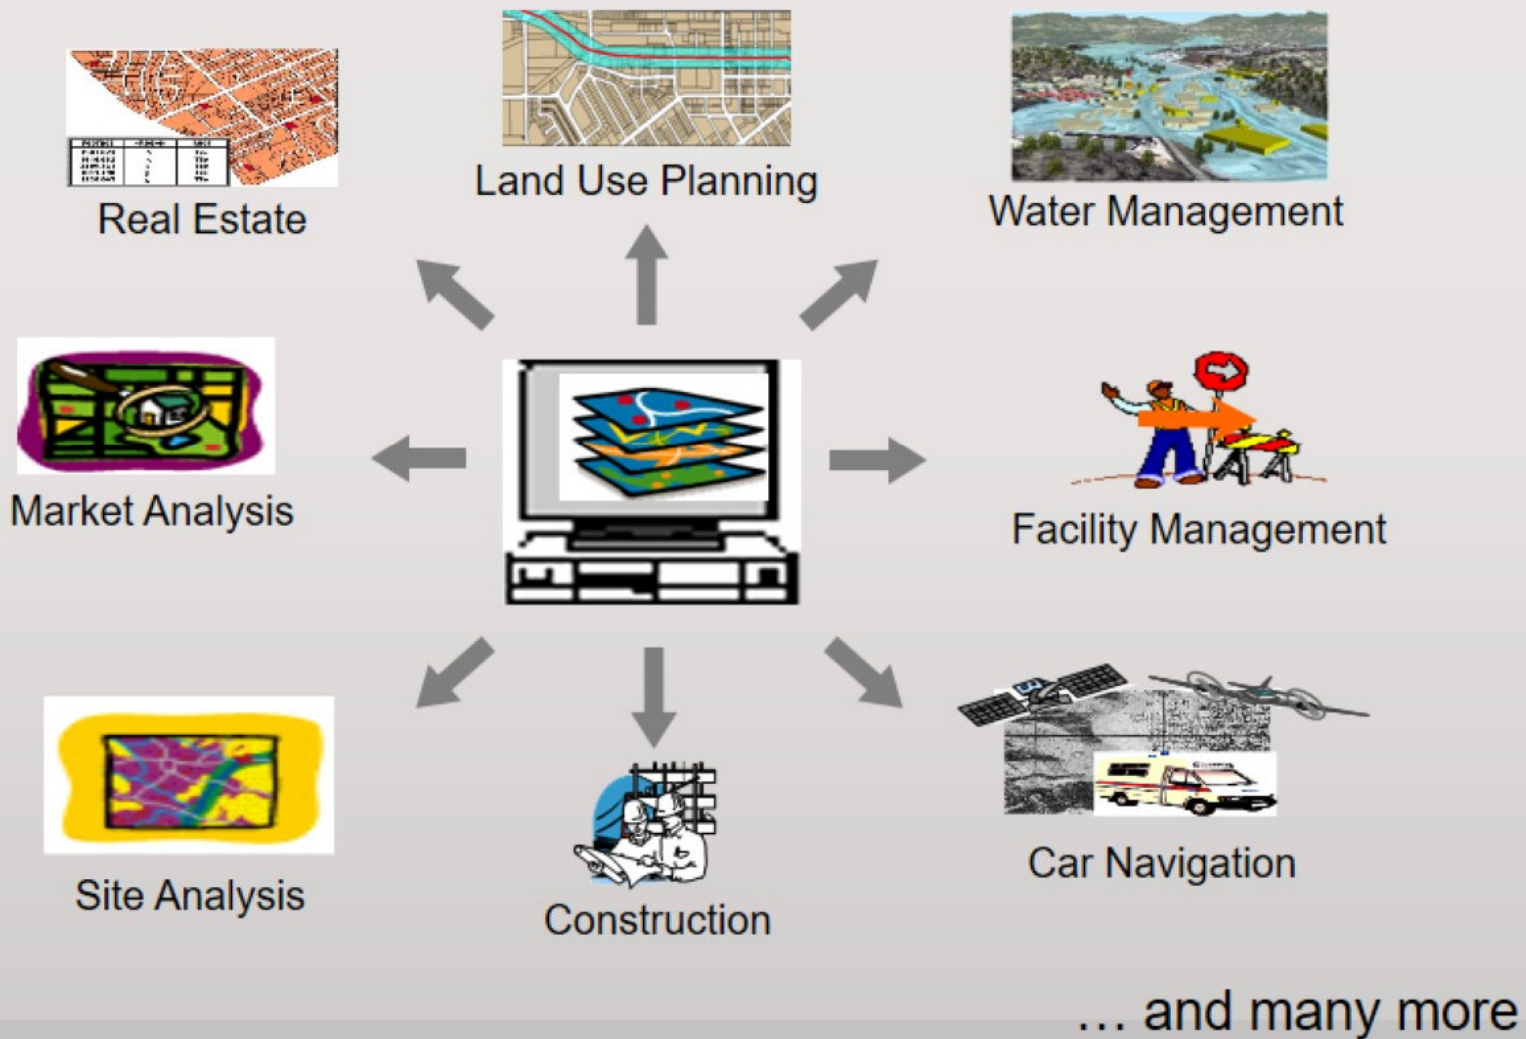 Real Estate
Land Use Planning
Water Management
Market Analysis
Facility Management
Site Analysis
Construction
Car Navigation
... and many more